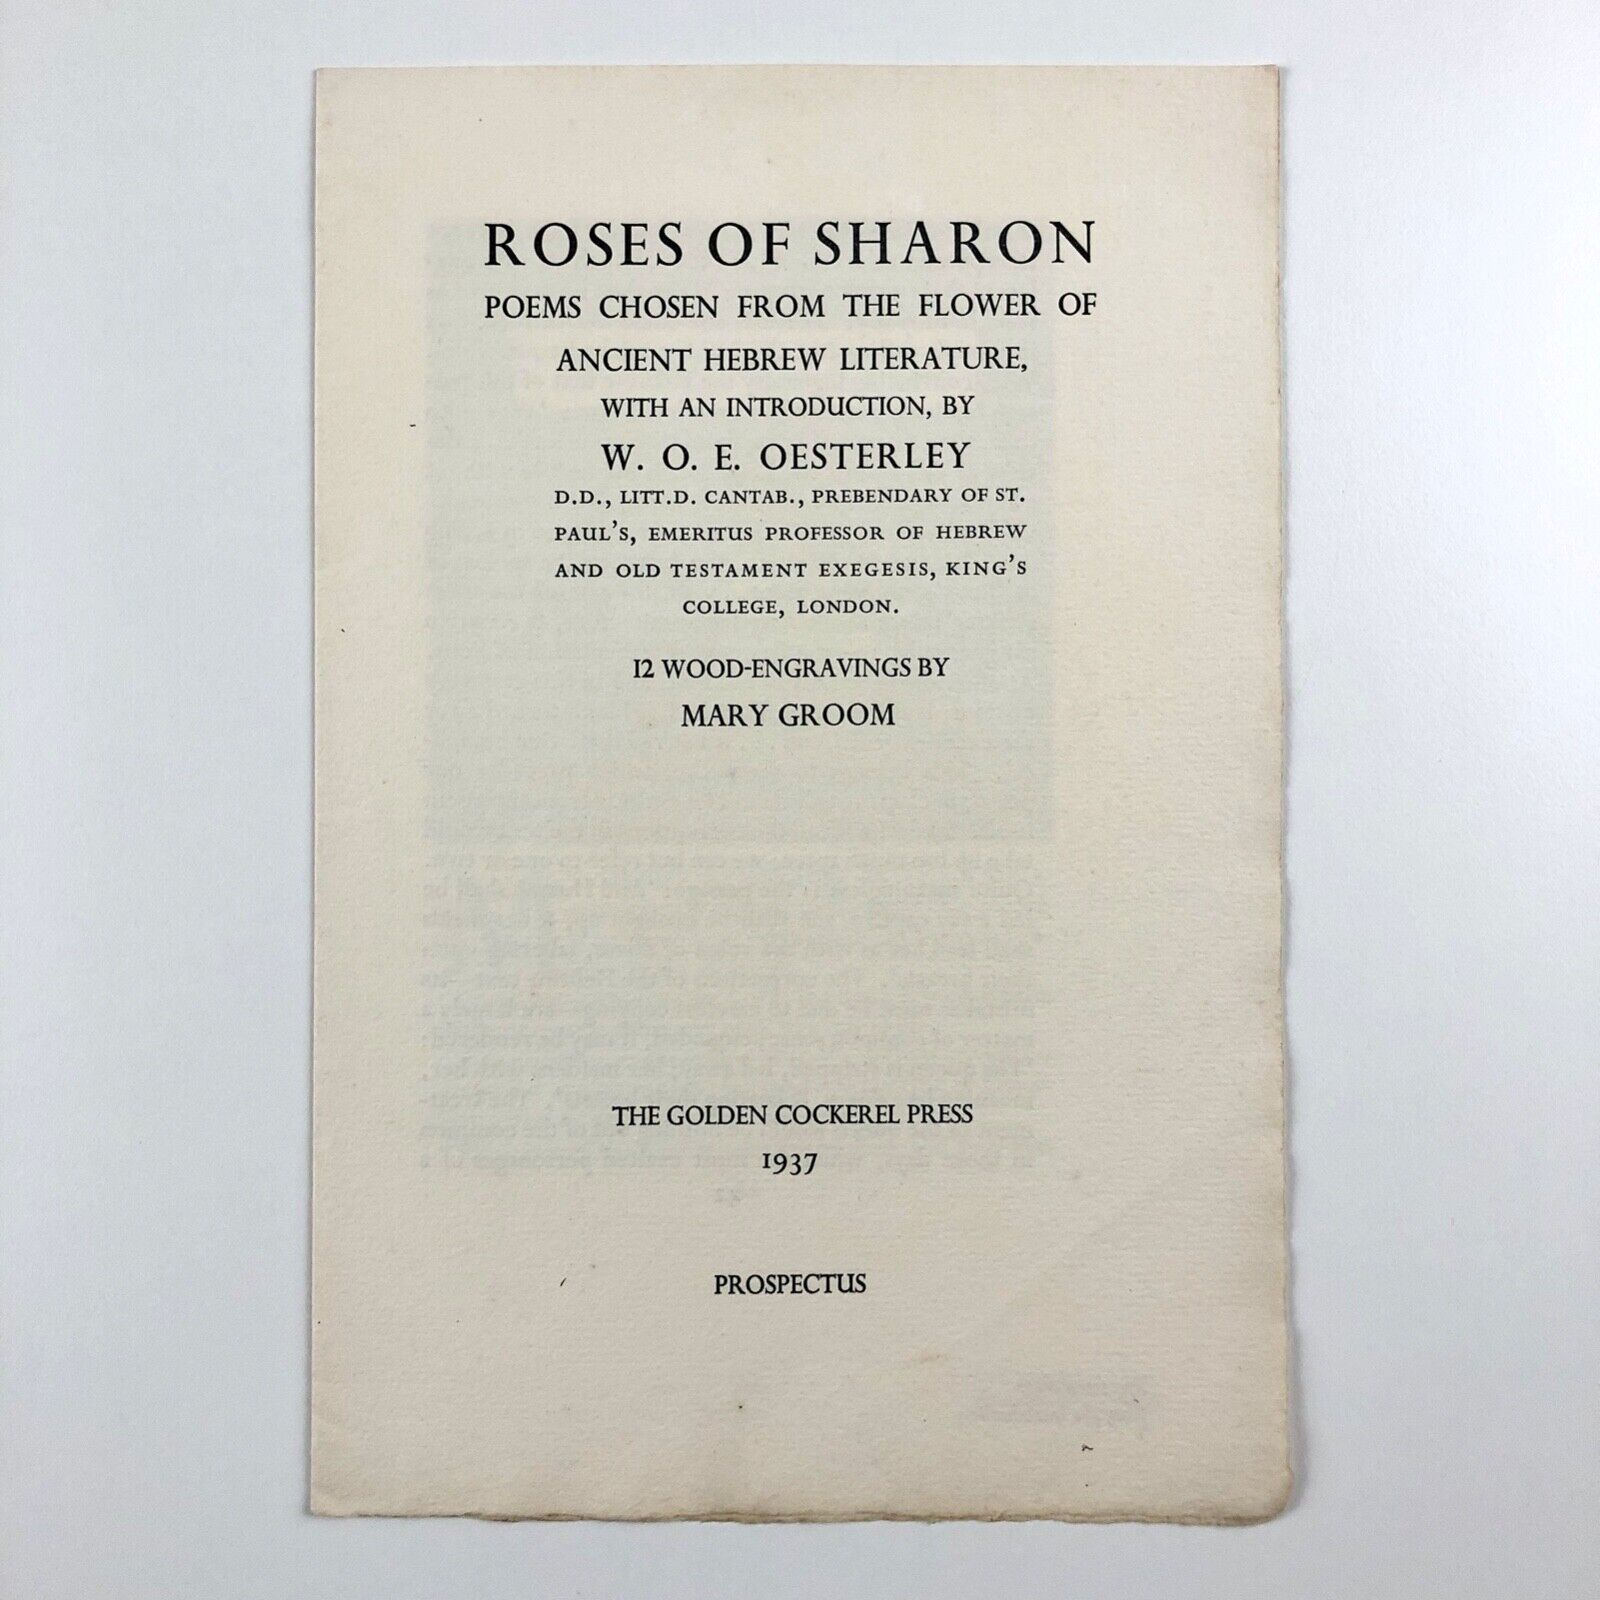 ROSES OF SHARON
POEMS CHOSEN FROM THE FLOWER OF
ANCIENT HEBREW LITERATURE,
WITH AN INTRODUCTION, BY
W. O. E. OESTERLEY
D.D., LITT.D. CANTAB., PREBENDARY OF ST.
PAUL'S, EMERITUS PROFESSOR OF HEBREW
AND OLD TESTAMENT EXEGESIS, KING'S
COLLEGE, LONDON.
12 WOOD-ENGRAVINGS BY
MARY GROOM
THE GOLDEN COCKEREL PRESS
1937
PROSPECTUS